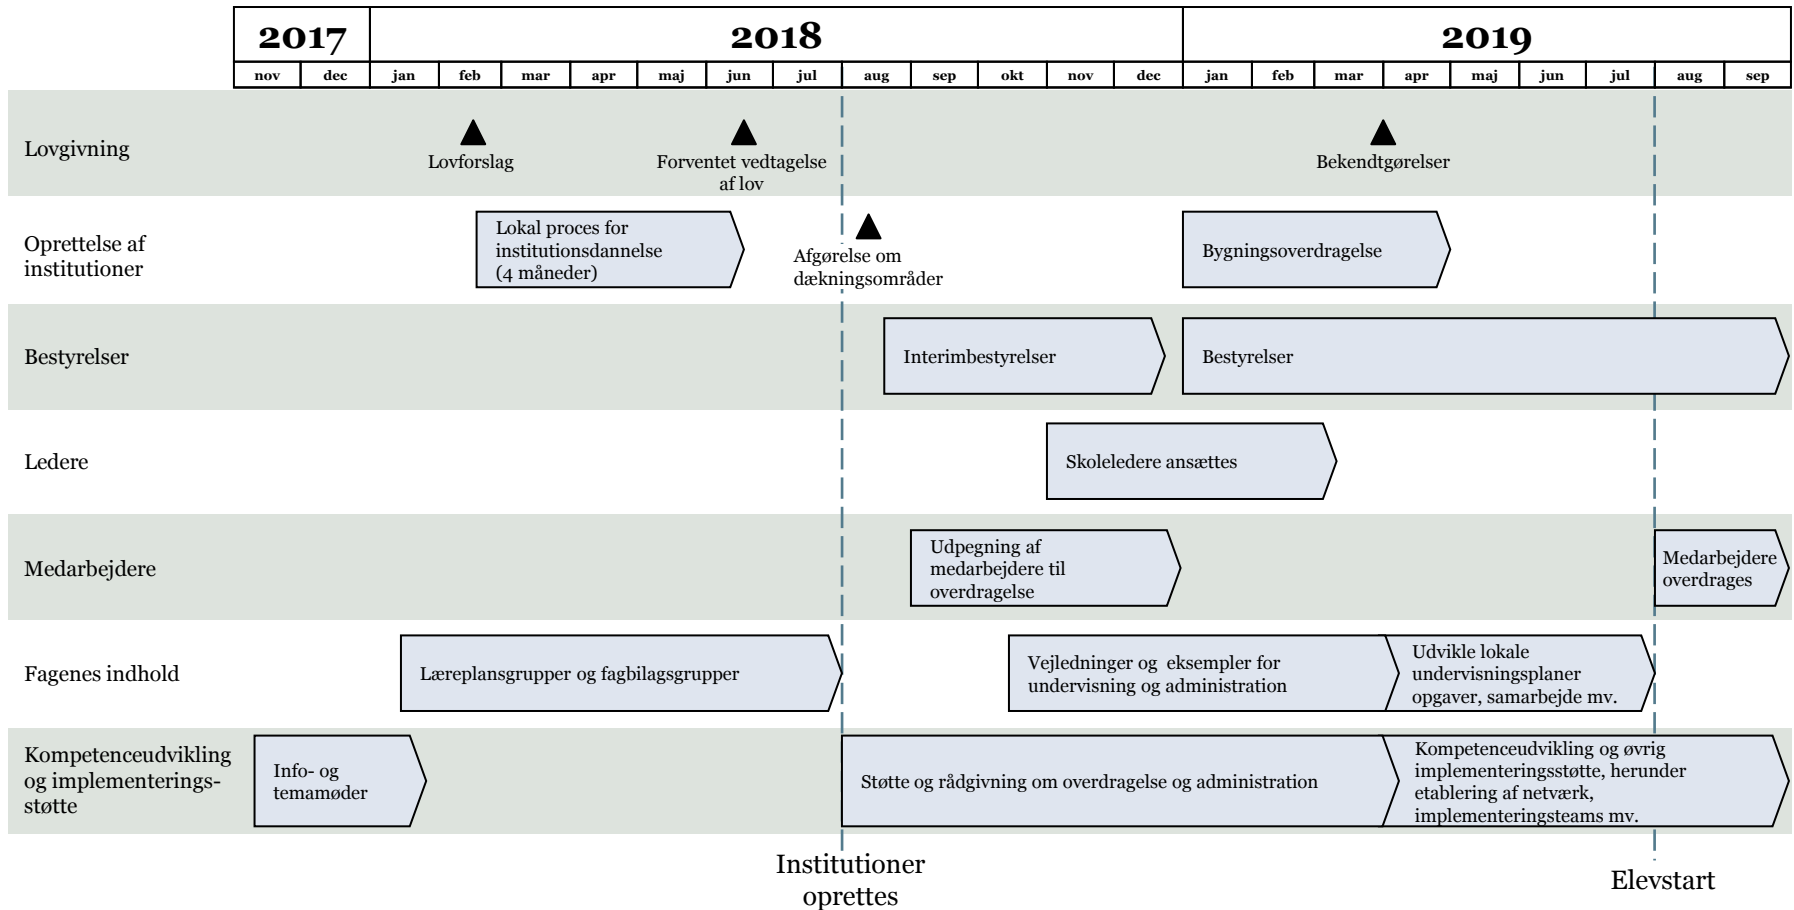 2017 2018 2019
nov dec jan feb mar apr maj jun jul aug sep okt nov dec jan feb mar apr maj jun jul aug sep
Lovgivning
Lovforslag
Forventet vedtagelse
af lov
Bekendtgørelser
Oprettelse af
institutioner
Lokal proces for
institutionsdannelse
(4 måneder)
Afgørelse om
dækningsområder
Bygningsoverdragelse
Bestyrelser
Interimbestyrelser
Bestyrelser
Ledere
Skoleledere ansættes
Medarbejdere
Udpegning af
medarbejdere til
overdragelse
Medarbejdere
overdrages
Fagenes indhold
Læreplansgrupper og fagbilagsgrupper
Vejledninger og eksempler for
undervisning og administration
Udvikle lokale
undervisningsplaner
opgaver, samarbejde mv.
Kompetenceudvikling
og implementerings-
støtte
Info- og
temamøder
Støtte og rådgivning om overdragelse og administration
Kompetenceudvikling og øvrig
implementeringsstøtte, herunder
etablering af netværk,
implementeringsteams mv.
Institutioner
oprettes
Elevstart